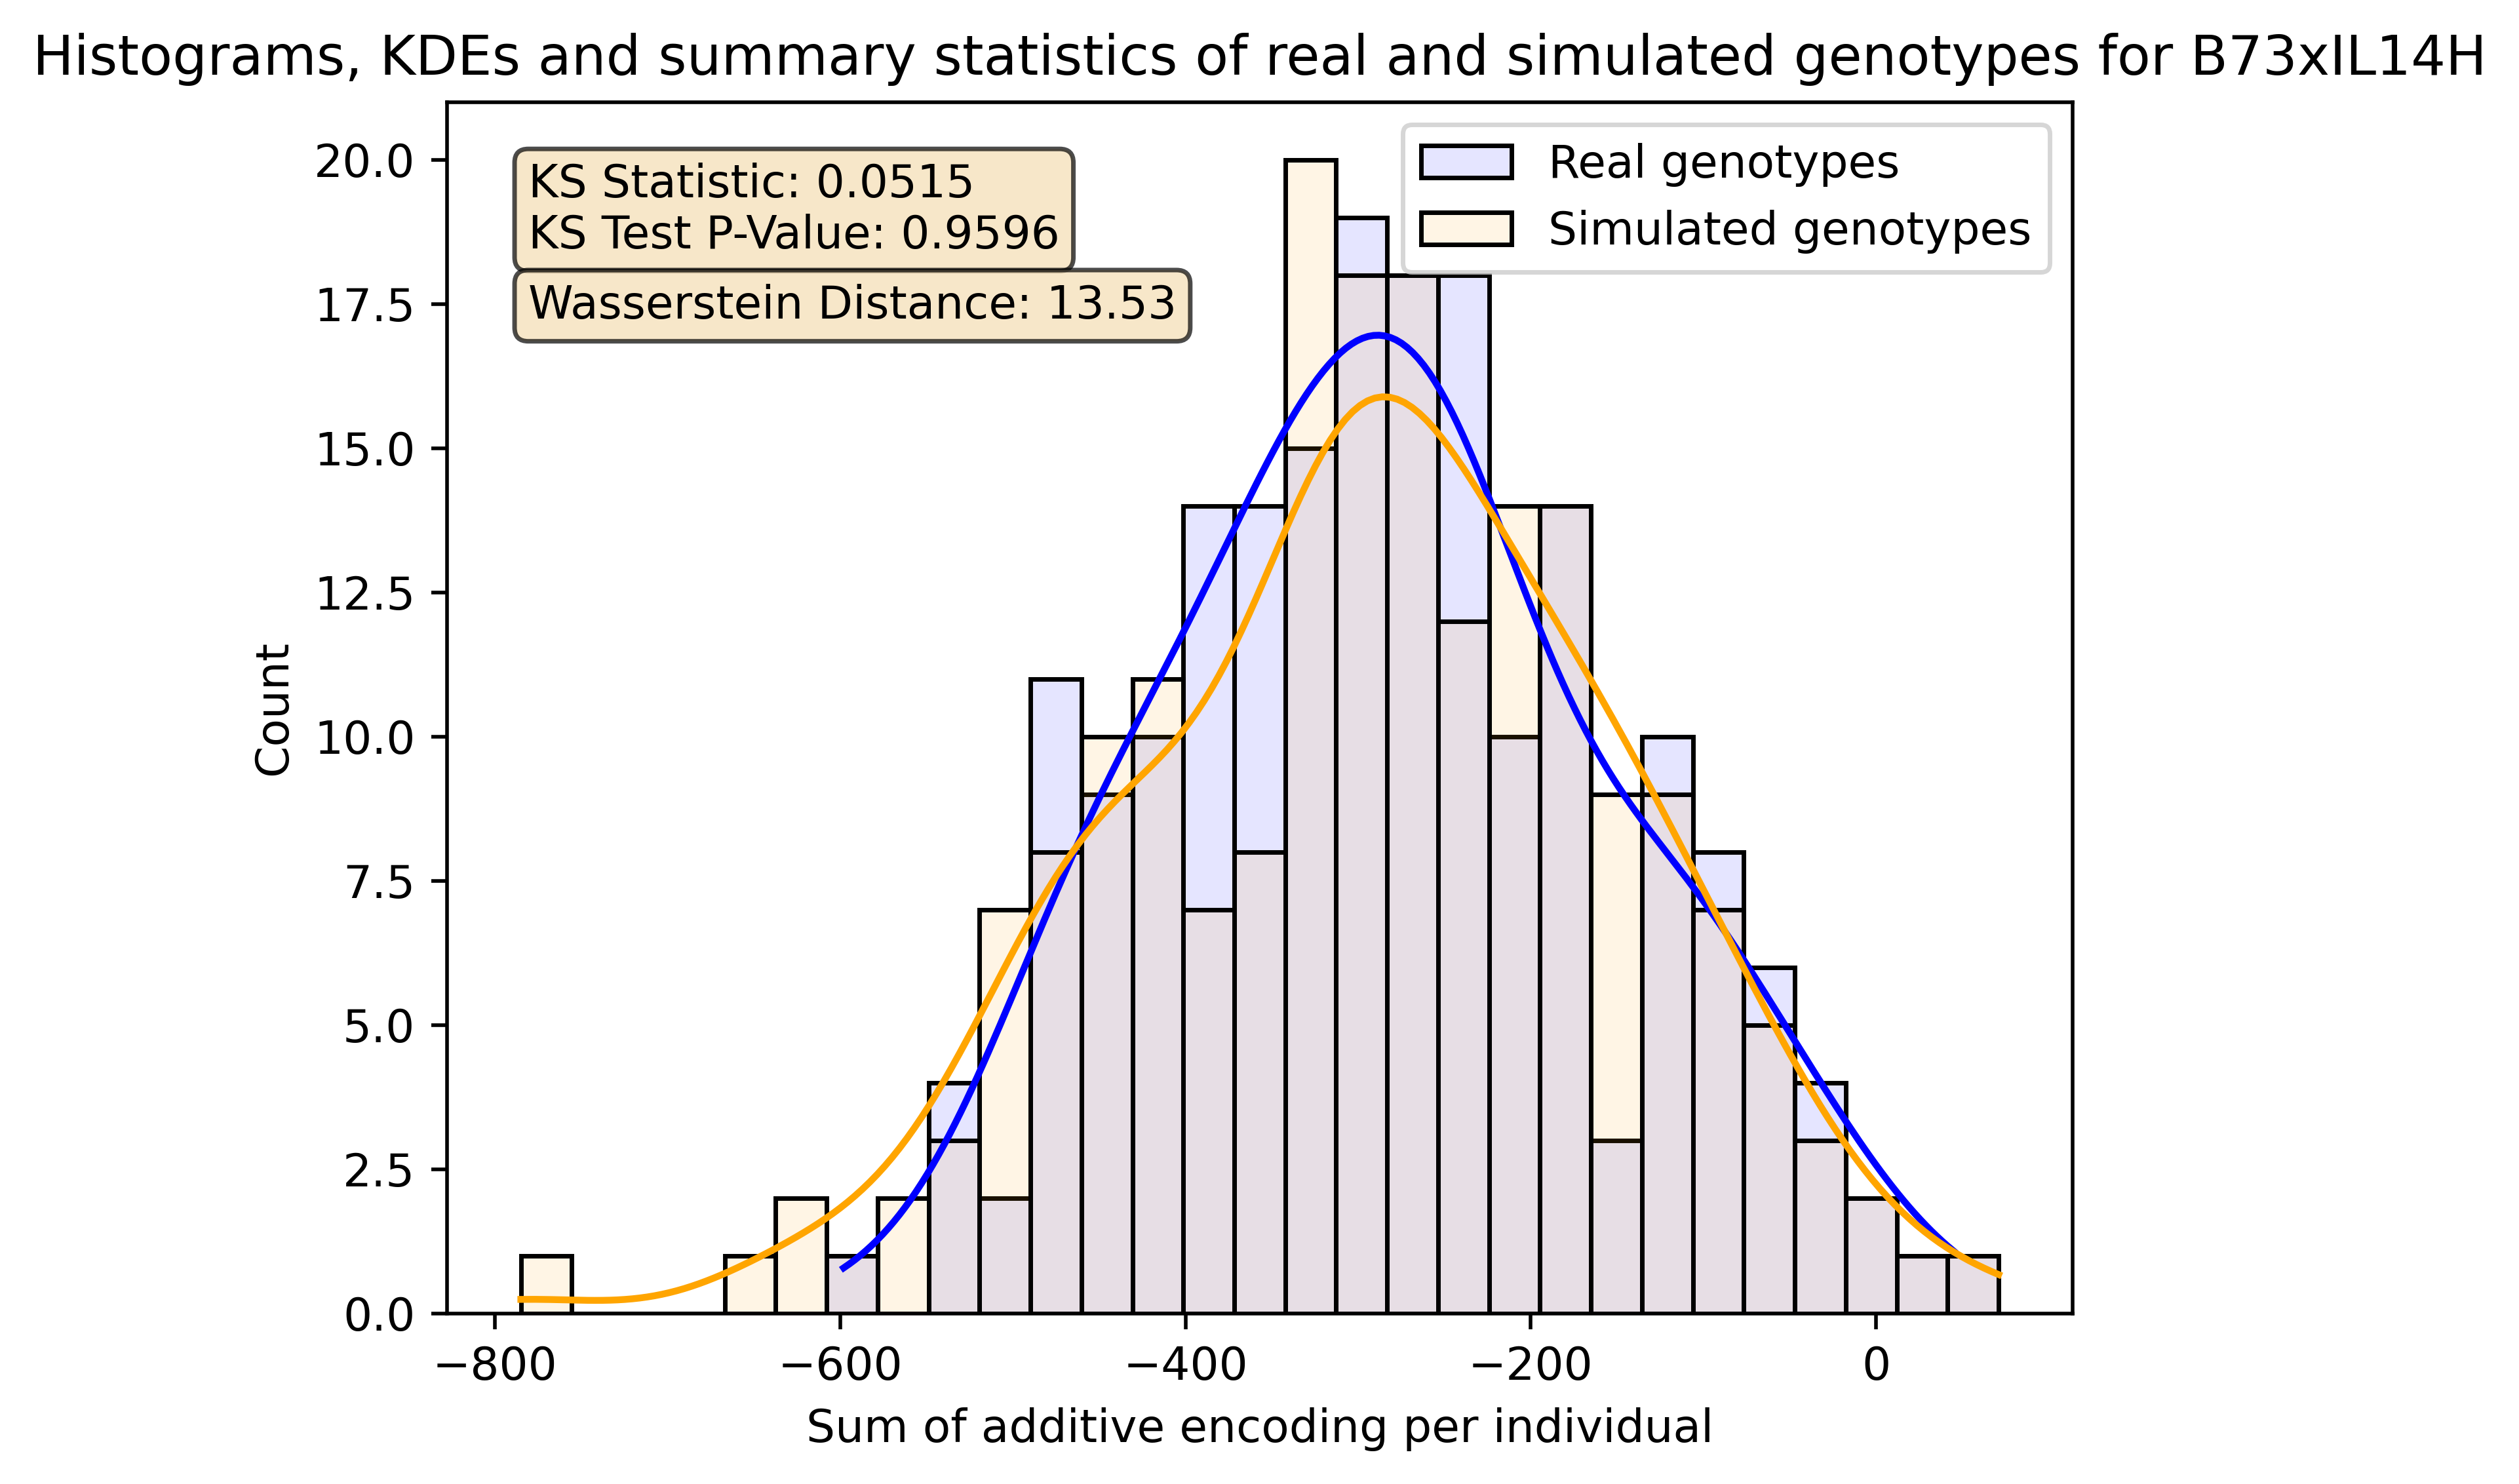 Histograms, KDEs and summary statistics of real and simulated genotypes for B73xIL14H
KS Statistic: 0.0515
KS Test P-Value: 0.9596
Wasserstein Distance: 13.53
Real genotypes
Simulated genotypes
Count
20.0
17.5
15.0
12.5
10.0
7.5
5.0
2.5
0.0
−800 −600 −400 −200 0
Sum of additive encoding per individual